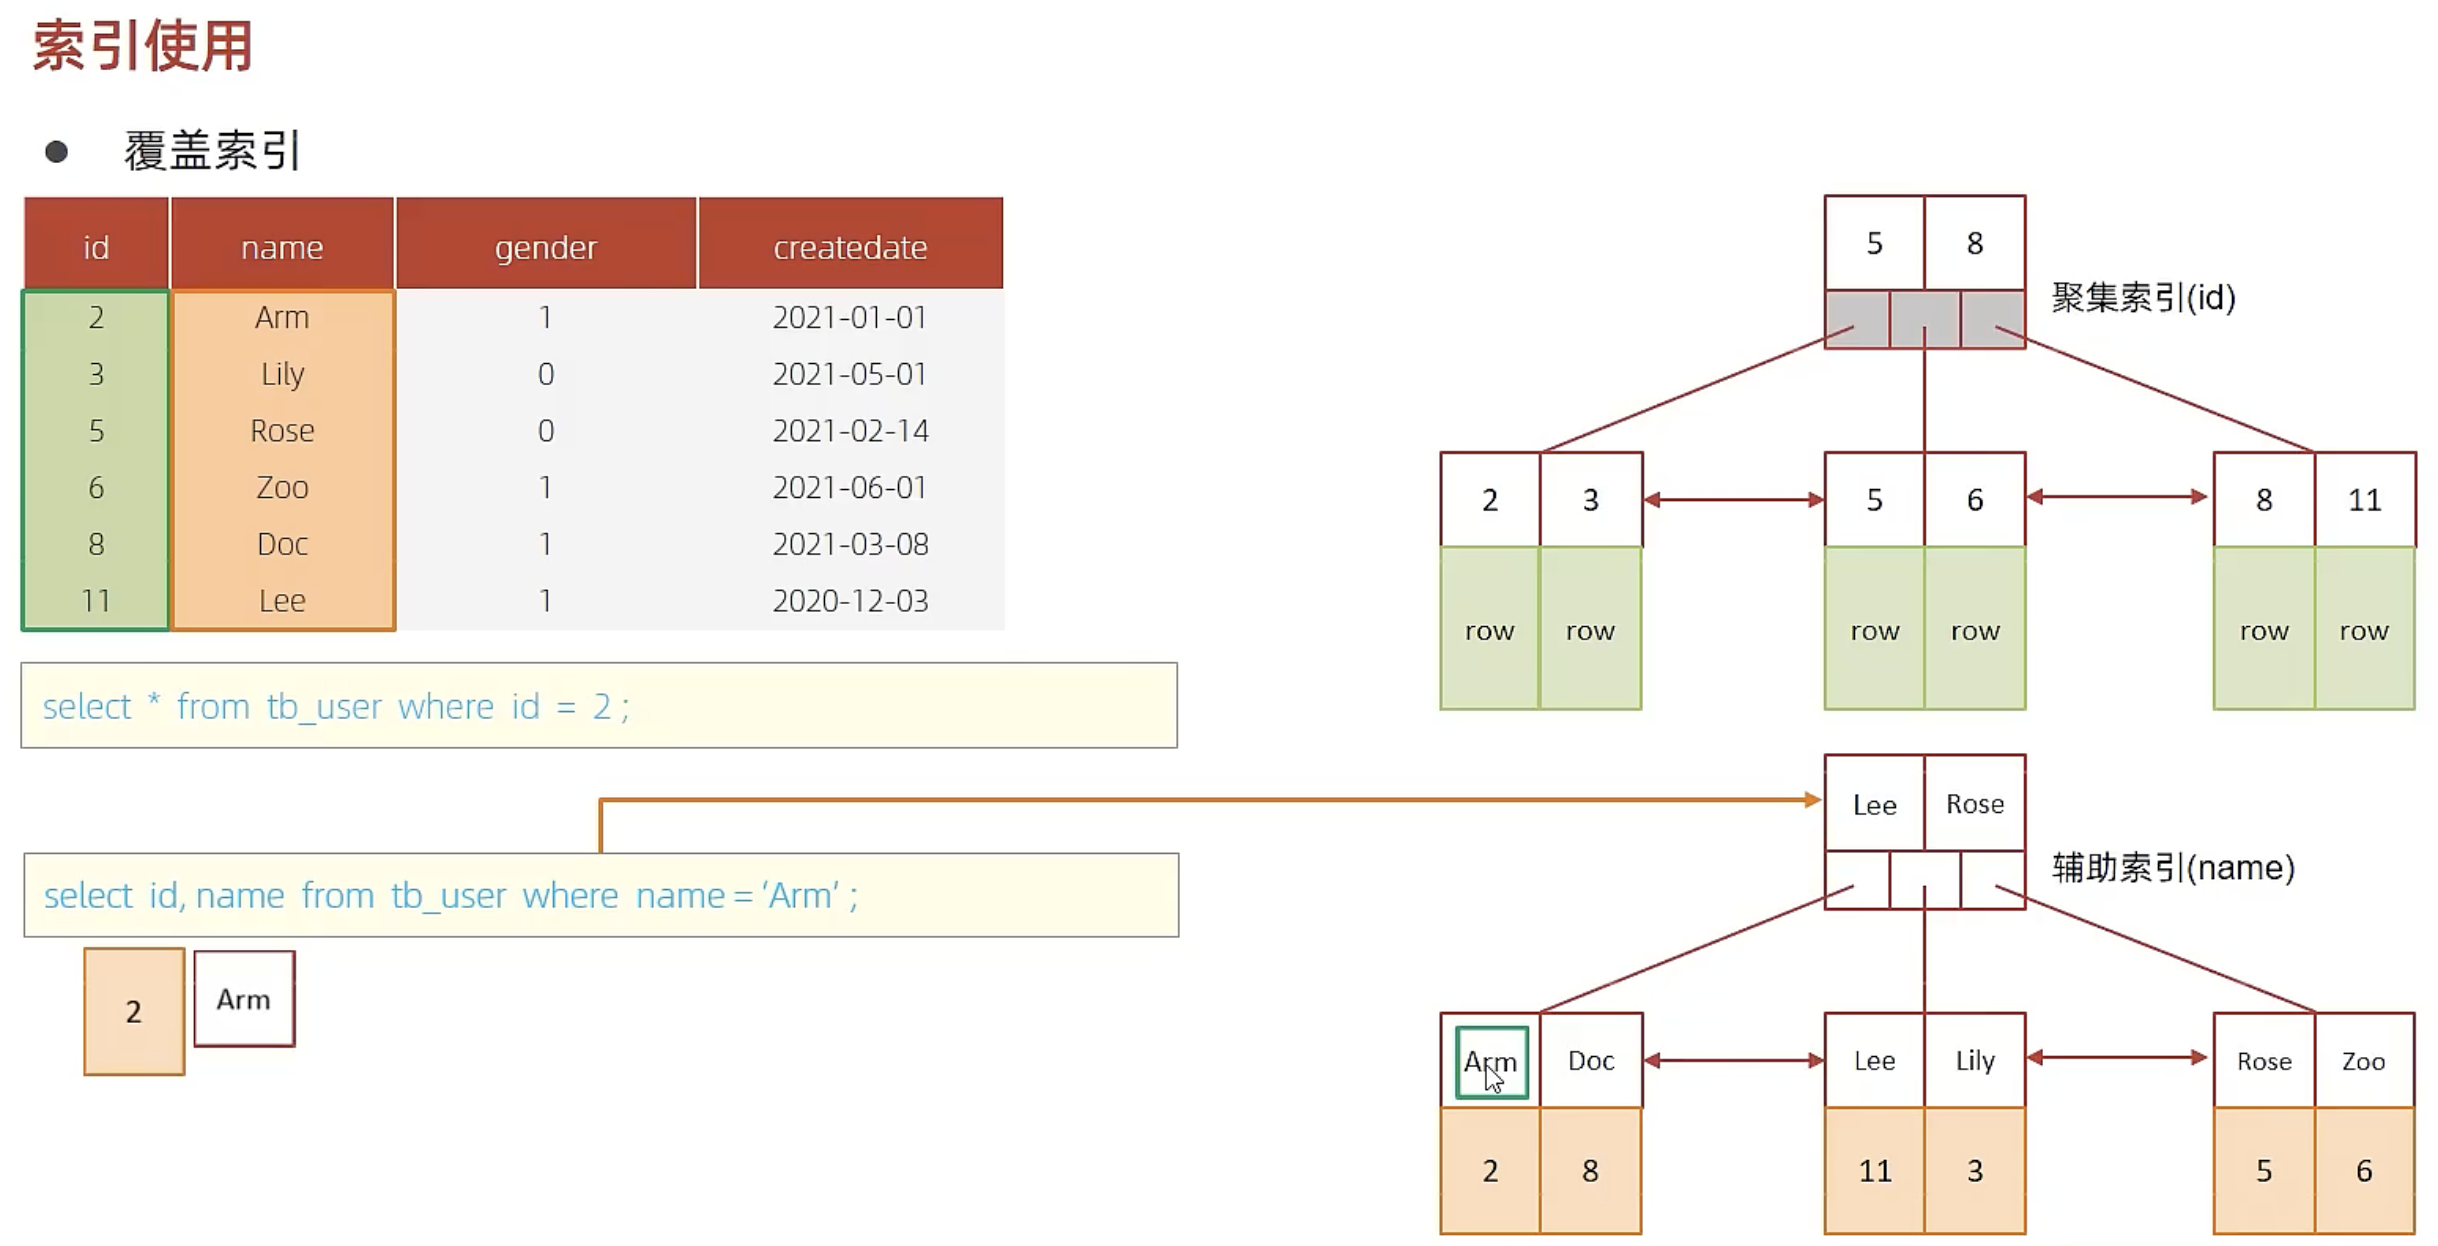 索引使用
● 覆盖索引
id name gender createdate
2 Arm 1 2021-01-01
3 Lily 0 2021-05-01
5 Rose 0 2021-02-14
6 Zoo 1 2021-06-01
8 Doc 1 2021-03-08
11 Lee 1 2020-12-03
select * from tb_user where id = 2 ;
select id, name from tb_user where name = ‘Arm’ ;
2 Arm
5 8
聚集索引(id)
2 3 5 6 8 11
row row row row row row
Lee Rose
辅助索引(name)
Arm Doc Lee Lily Rose Zoo
2 8 11 3 5 6